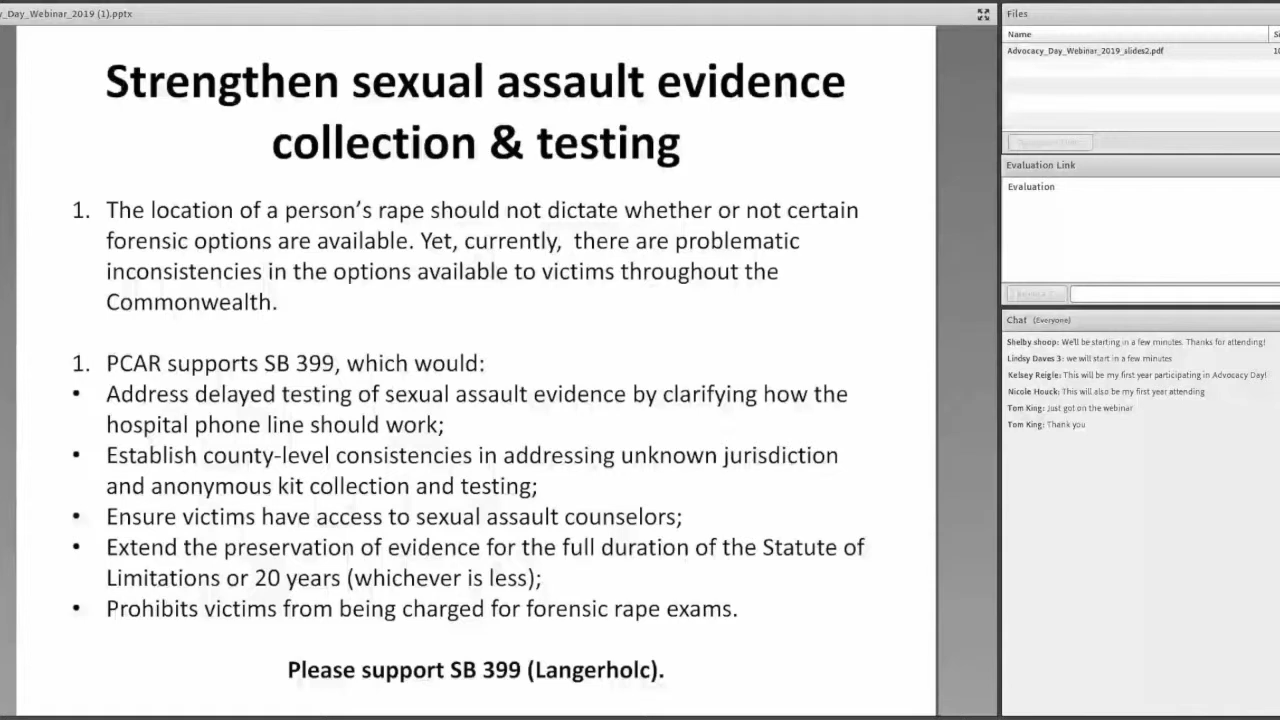 y_Day_Webinar_2019 (1).pptx
Strengthen sexual assault evidence
collection & testing
1. The location of a person's rape should not dictate whether or not certain
forensic options are available. Yet, currently, there are problematic
inconsistencies in the options available to victims throughout the
Commonwealth.
1. PCAR supports SB 399, which would:
• Address delayed testing of sexual assault evidence by clarifying how the
hospital phone line should work;
• Establish county-level consistencies in addressing unknown jurisdiction
and anonymous kit collection and testing;
• Ensure victims have access to sexual assault counselors;
• Extend the preservation of evidence for the full duration of the Statute of
Limitations or 20 years (whichever is less);
• Prohibits victims from being charged for forensic rape exams.
Please support SB 399 (Langerholc).
Files
Name Si
Advocacy_Day_Webinar_2019_slides2.pdf 10
Evaluation Link
Evaluation
Chat (Everyone)
Shelby shoop: We'll be starting in a few minutes. Thanks for attending!
Lindsy Daves 3: we will start in a few minutes
Kelsey Reigle: This will be my first year participating in Advocacy Day!
Nicole Houck: This will also be my first year attending
Tom King: Just got on the webinar
Tom King: Thank you